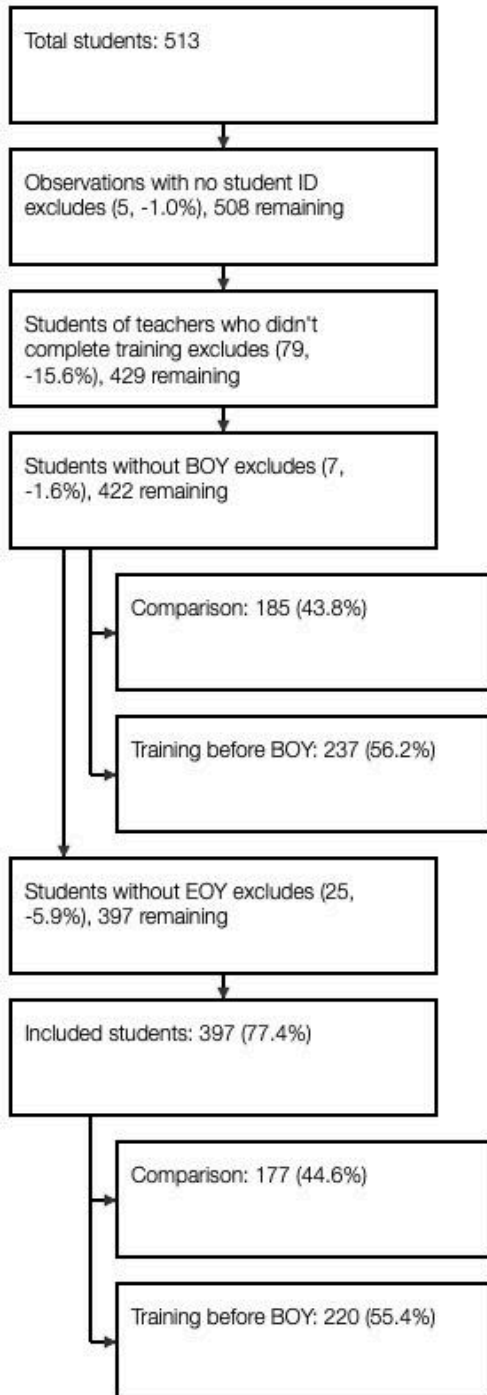 Total students: 513
Observations with no student ID
excludes (5, -1.0%), 508 remaining
Students of teachers who didn't
complete training excludes (79,
-15.6%), 429 remaining
Students without BOY excludes (7,
-1.6%), 422 remaining
Comparison: 185 (43.8%)
Training before BOY: 237 (56.2%)
Students without EOY excludes (25,
-5.9%), 397 remaining
Included students: 397 (77.4%)
Comparison: 177 (44.6%)
Training before BOY: 220 (55.4%)